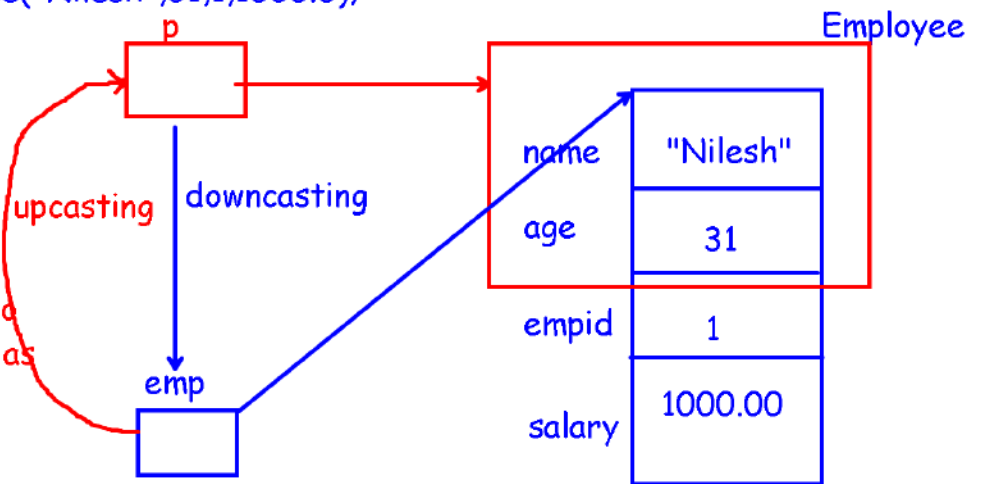 p
Employee
name
"Nilesh"
upcasting
downcasting
age
31
empid
1
as
emp
salary
1000.00